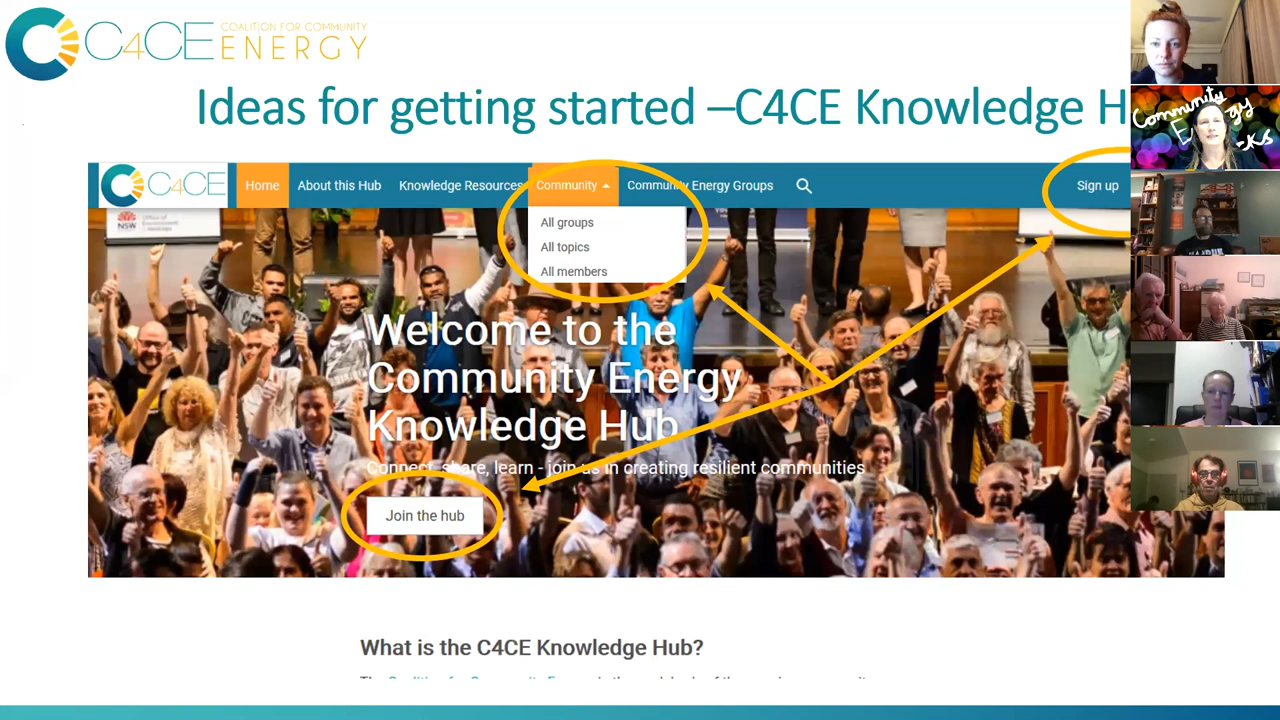 C4CE
COALITION FOR COMMUNITY
ENERGY
Ideas for getting started –C4CE Knowledge H
Community
Energy
C4CE
Home
About this Hub
Knowledge Resources
Community
Community Energy Groups
Sign up
NSW
All groups
All topics
All members
Welcome to the
Community Energy
Knowledge Hub
Connect, share, learn - join us in creating resilient communities
Join the hub
What is the C4CE Knowledge Hub?